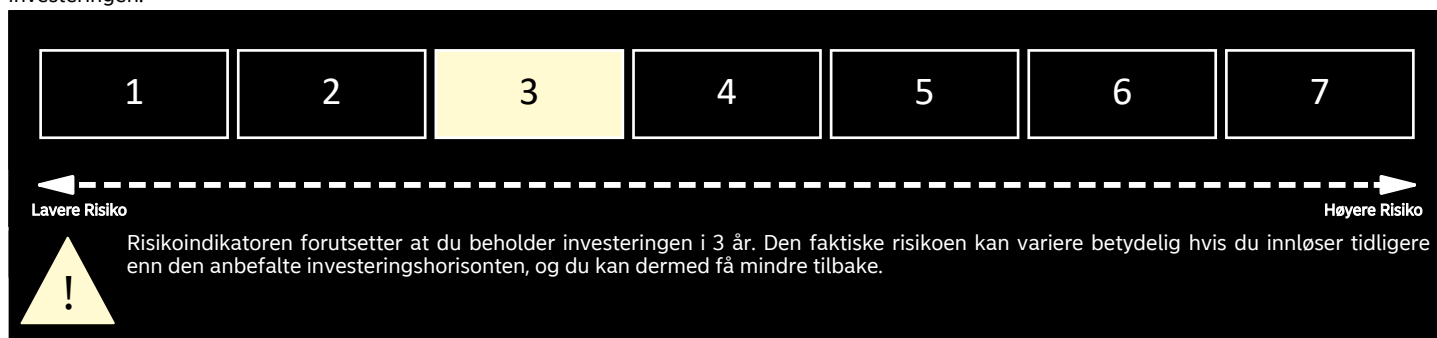 investeringen.
1 2 3 4 5 6 7
Lavere Risiko Høyere Risiko
Risikoindikatoren forutsetter at du beholder investeringen i 3 år. Den faktiske risikoen kan variere betydelig hvis du innløser tidligere
enn den anbefalte investeringshorisonten, og du kan dermed få mindre tilbake.
!